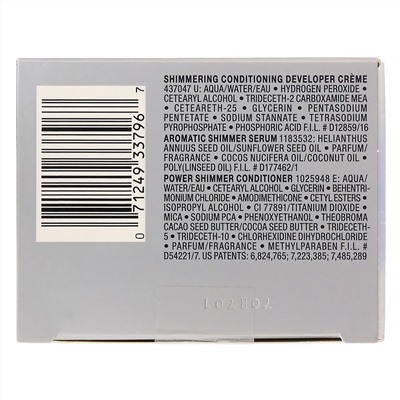 SHIMMERING CONDITIONING DEVELOPER CRÈME
437047 U: AQUA/WATER/EAU • HYDROGEN PEROXIDE •
CETEARYL ALCOHOL • TRIDECETH-2 CARBOXAMIDE MEA
• CETEARETH-25 • GLYCERIN • PENTASODIUM
PENTETATE • SODIUM STANNATE • TETRASODIUM
PYROPHOSPHATE • PHOSPHORIC ACID F.I.L. # D12859/16
AROMATIC SHIMMER SERUM 1183532: HELIANTHUS
ANNUUS SEED OIL/SUNFLOWER SEED OIL • PARFUM/
FRAGRANCE • COCOS NUCIFERA OIL/COCONUT OIL •
POLY(LINSEED OIL) F.I.L. # D177462/1
POWER SHIMMER CONDITIONER 1025948 E: AQUA/
WATER/EAU • CETEARYL ALCOHOL • GLYCERIN • BEHENTRI-
MONIUM CHLORIDE • AMODIMETHICONE • CETYL ESTERS •
ISOPROPYL ALCOHOL • CI 77891/TITANIUM DIOXIDE •
MICA • SODIUM PCA • PHENOXYETHANOL • THEOBROMA
CACAO SEED BUTTER/COCOA SEED BUTTER • TRIDECETH-5 •
TRIDECETH-10 • CHLORHEXIDINE DIHYDROCHLORIDE
• PARFUM/FRAGRANCE • METHYLPARABEN F.I.L. #
D54221/7. US PATENTS: 6,824,765; 7,223,385; 7,485,289
0 71249 33796 7